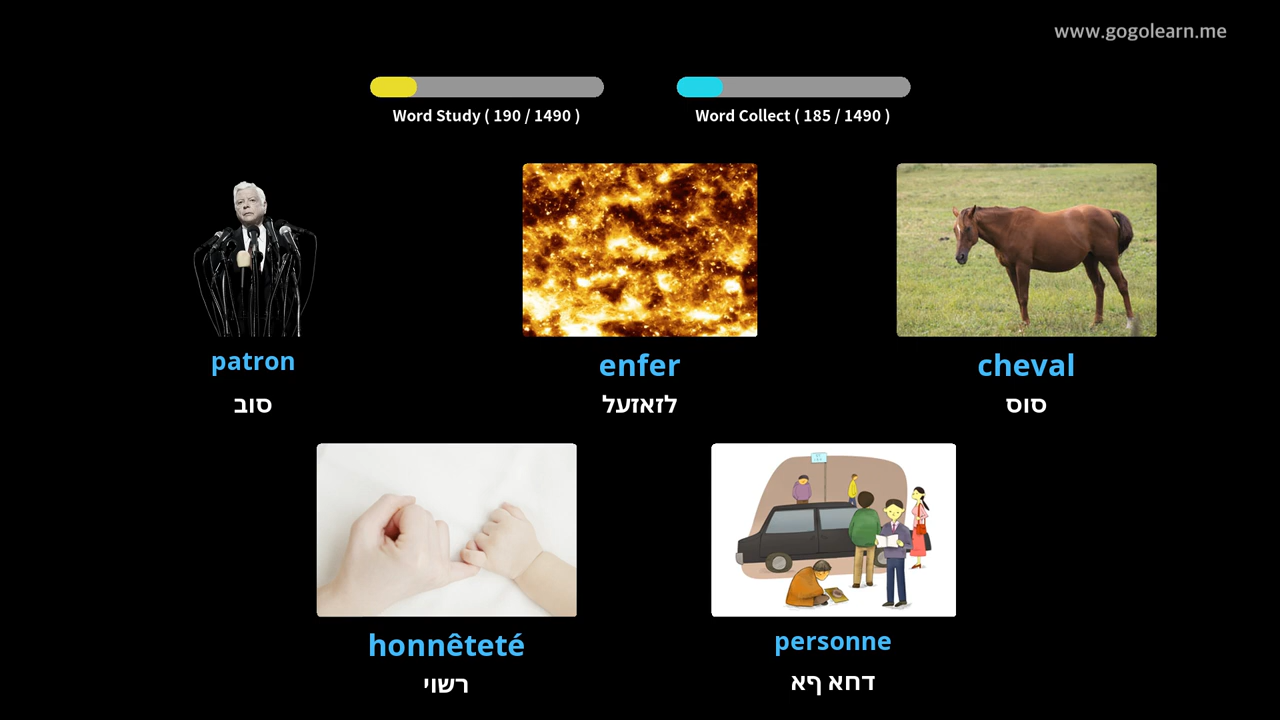 www.gogolearn.me
Word Study ( 190 / 1490 )
Word Collect ( 185 / 1490 )
patron
סוב
enfer
לזאזעל
cheval
סוס
honnêteté
רשוי
personne
דחא ףא